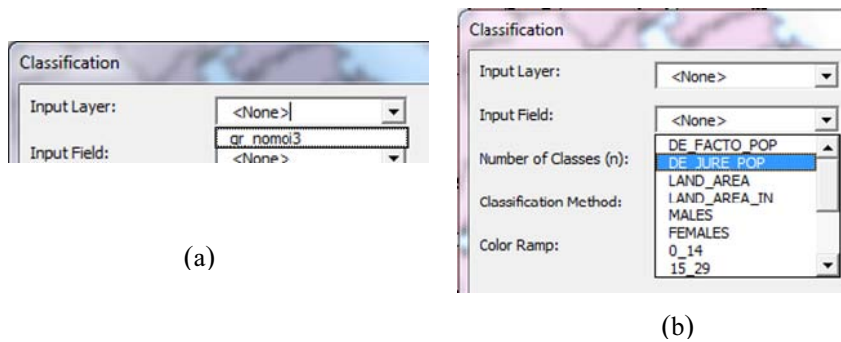 Classification
Input Layer:
<None>
gr_nomoi3
Input Field:
<None>
(a)
Classification
Input Layer:
<None>
Input Field:
<None>
DE_FACTO_POP
Number of Classes (n):
DE_JURE_POP
LAND_AREA
Classification Method:
LAND_AREA_IN
MALES
FEMALES
Color Ramp:
0_14
15_29
(b)